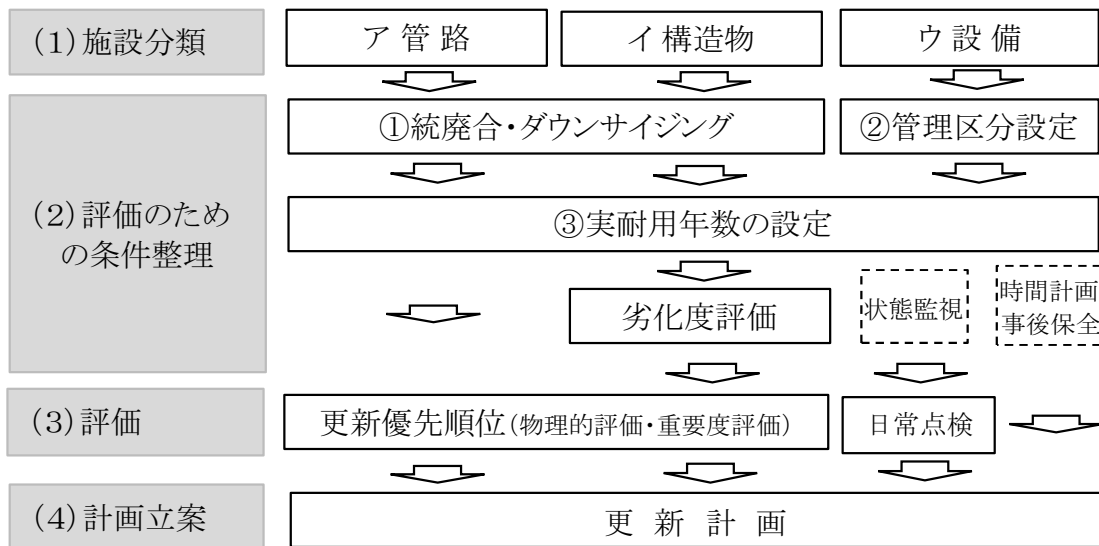 (1)施設分類
ア 管 路
イ 構造物
ウ 設 備
①統廃合・ダウンサイジング
②管理区分設定
(2)評価のため
の条件整理
③実耐用年数の設定
劣化度評価
状態監視
時間計画
事後保全
(3)評価
更新優先順位(物理的評価・重要度評価)
日常点検
(4)計画立案
更 新 計 画